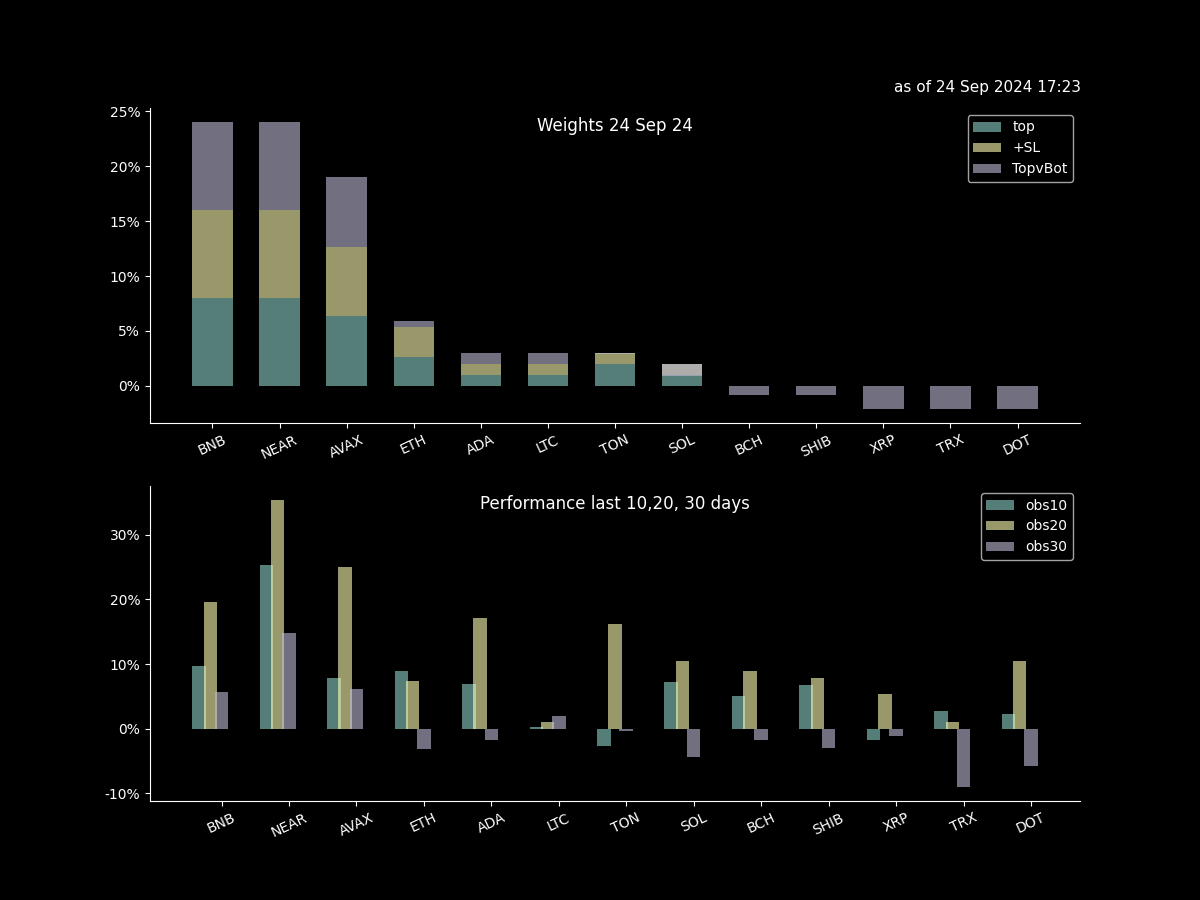 as of 24 Sep 2024 17:23
Weights 24 Sep 24
top
+SL
TopvBot
25%
20%
15%
10%
5%
0%
BNB NEAR AVAX ETH ADA LTC TON SOL BCH SHIB XRP TRX DOT
Performance last 10,20, 30 days
obs10
obs20
obs30
30%
20%
10%
0%
-10%
BNB NEAR AVAX ETH ADA LTC TON SOL BCH SHIB XRP TRX DOT